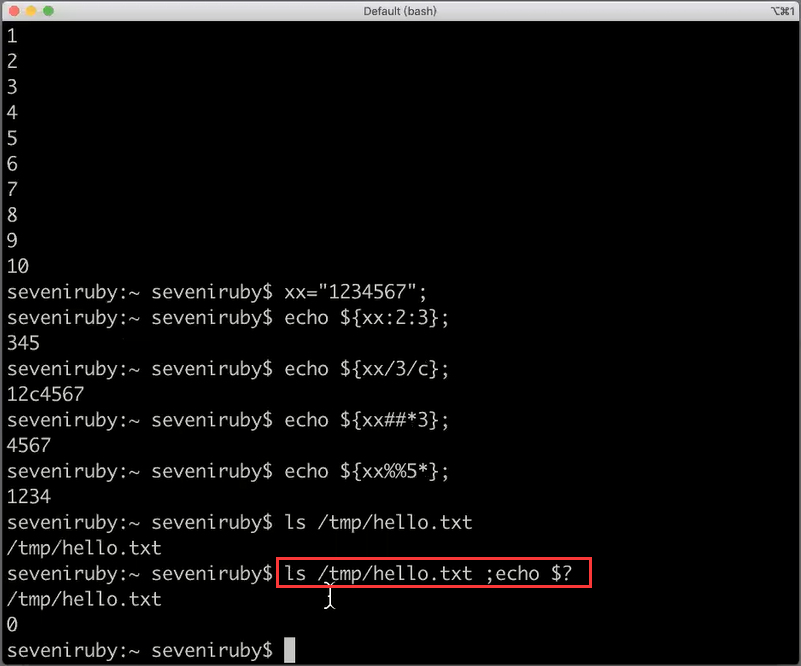 Default (bash)
⌥⌘1
1
2
3
4
5
6
7
8
9
10
seveniruby:~ seveniruby$ xx="1234567";
seveniruby:~ seveniruby$ echo ${xx:2:3};
345
seveniruby:~ seveniruby$ echo ${xx/3/c};
12c4567
seveniruby:~ seveniruby$ echo ${xx##*3};
4567
seveniruby:~ seveniruby$ echo ${xx%%5*};
1234
seveniruby:~ seveniruby$ ls /tmp/hello.txt
/tmp/hello.txt
seveniruby:~ seveniruby$ ls /tmp/hello.txt ;echo $?
/tmp/hello.txt
0
seveniruby:~ seveniruby$